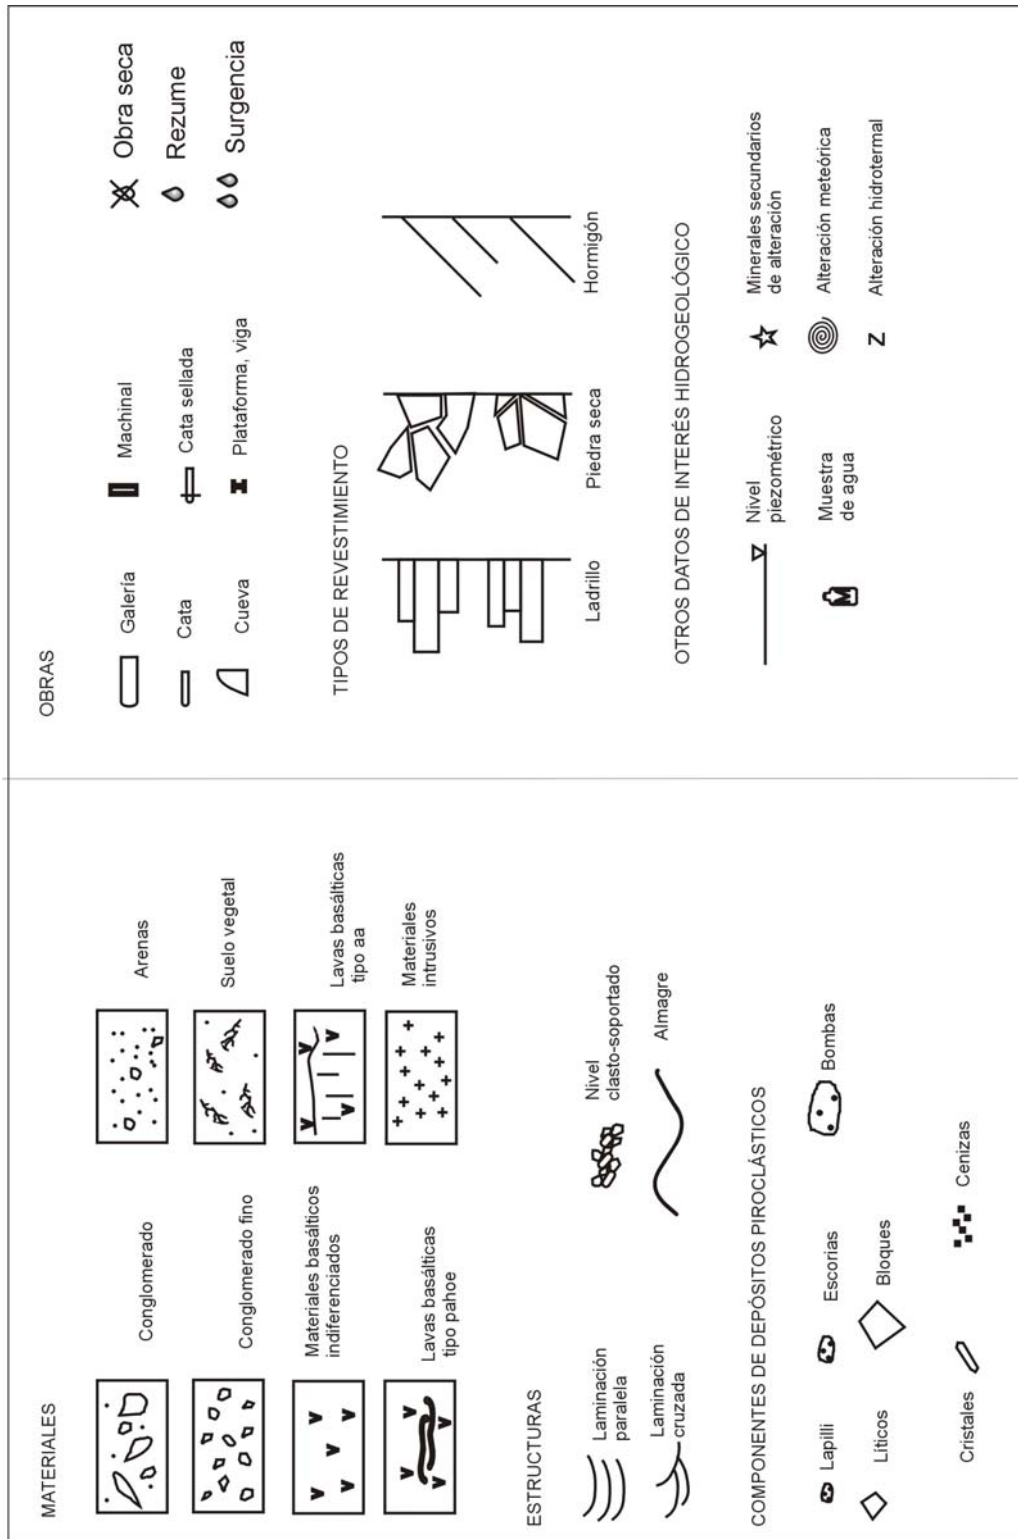 MATERIALES
Conglomerado
Arenas
Conglomerado fino
Suelo vegetal
Materiales basálticos
indiferenciados
Lavas basálticas
tipo aa
Lavas basálticas
tipo pahoe
Materiales
intrusivos
ESTRUCTURAS
Laminación
paralela
Nivel
clasto-soportado
Laminación
cruzada
Almagre
COMPONENTES DE DEPÓSITOS PIROCLÁSTICOS
Lapilli
Escorias
Bombas
Líticos
Bloques
Cristales
Cenizas
OBRAS
Galería
Machinal
Obra seca
Cata
Cata sellada
Rezume
Cueva
Plataforma, viga
Surgencia
TIPOS DE REVESTIMIENTO
Ladrillo
Piedra seca
Hormigón
OTROS DATOS DE INTERÉS HIDROGEOLÓGICO
Nivel
piezométrico
Minerales secundarios
de alteración
M
Muestra
de agua
Alteración meteórica
Z
Alteración hidrotermal